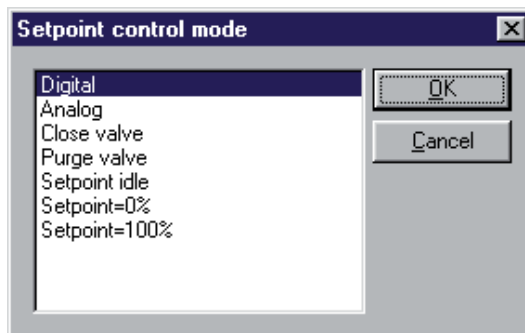 Setpoint control mode
Digital
Analog
Close valve
Purge valve
Setpoint idle
Setpoint=0%
Setpoint=100%
OK
Cancel